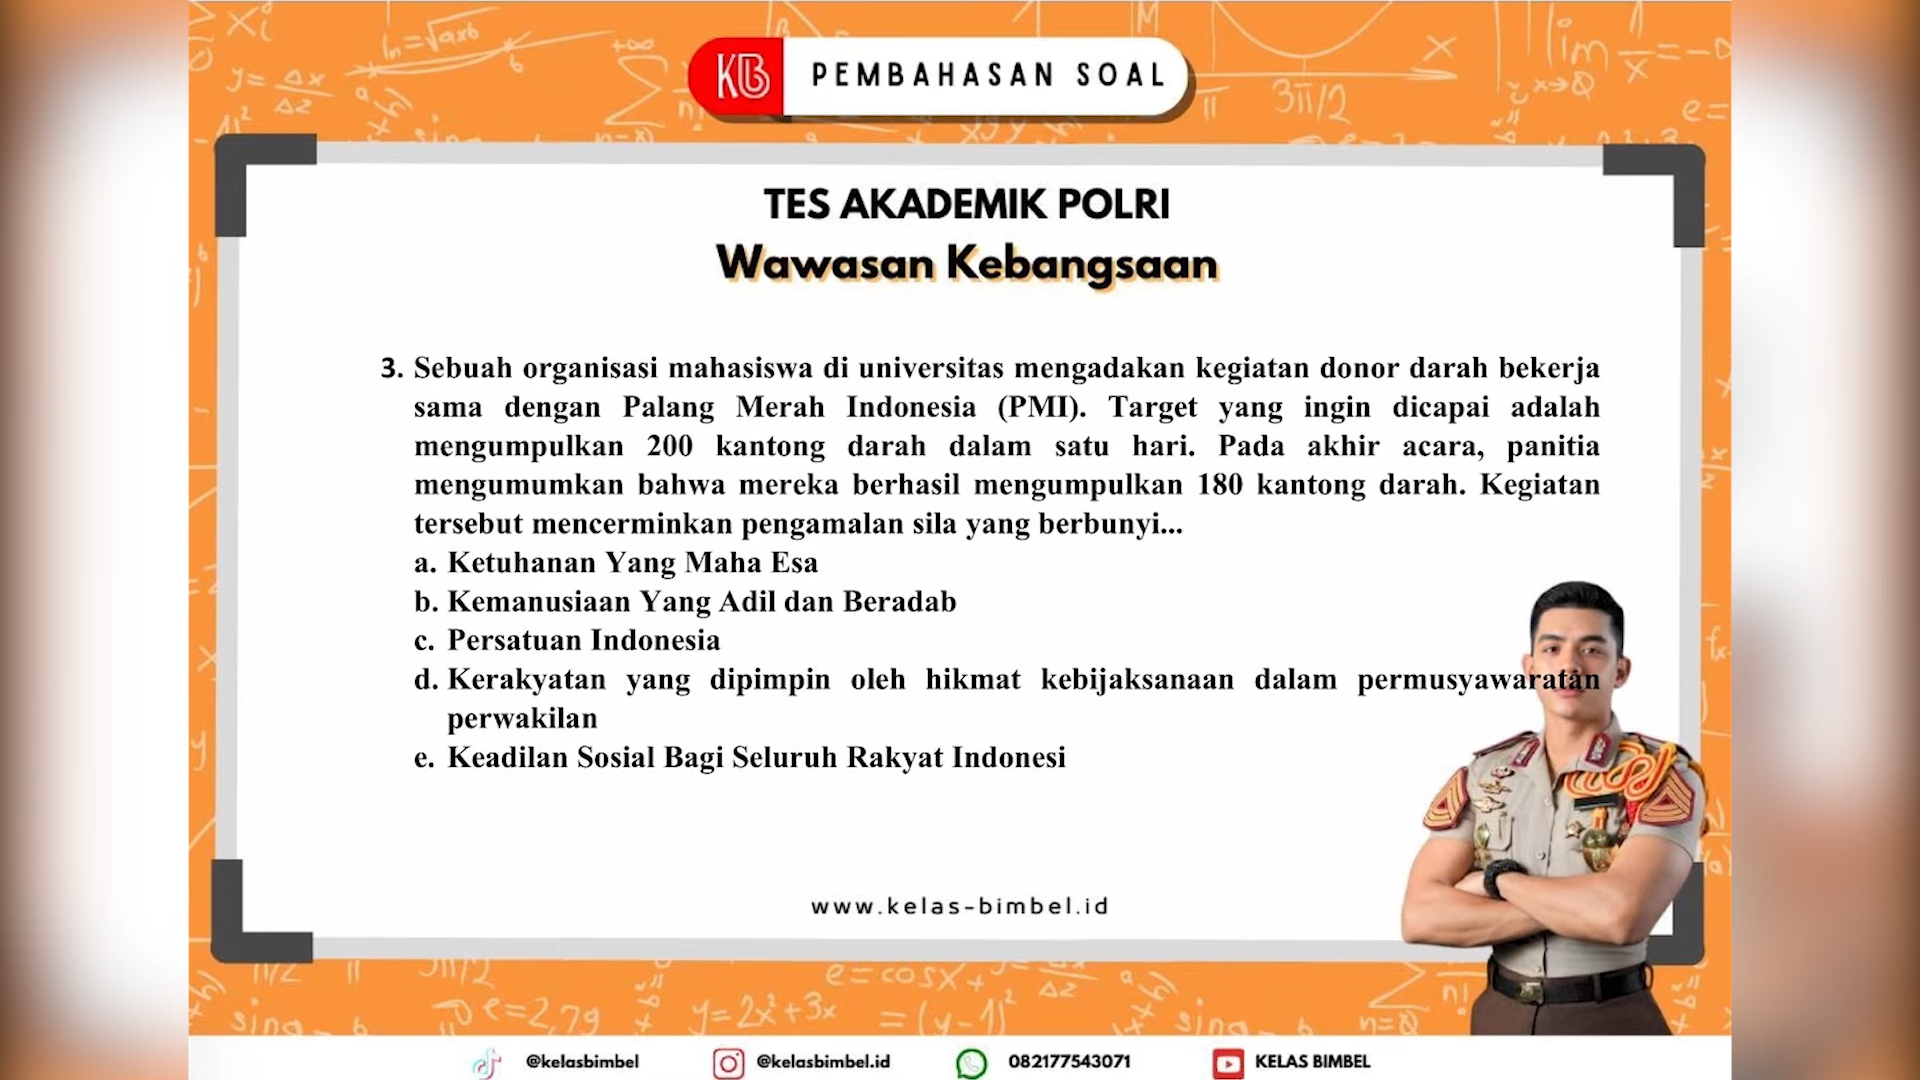 KB PEMBAHASAN SOAL
TES AKADEMIK POLRI
Wawasan Kebangsaan
3. Sebuah organisasi mahasiswa di universitas mengadakan kegiatan donor darah bekerja
sama dengan Palang Merah Indonesia (PMI). Target yang ingin dicapai adalah
mengumpulkan 200 kantong darah dalam satu hari. Pada akhir acara, panitia
mengumumkan bahwa mereka berhasil mengumpulkan 180 kantong darah. Kegiatan
tersebut mencerminkan pengamalan sila yang berbunyi...
a. Ketuhanan Yang Maha Esa
b. Kemanusiaan Yang Adil dan Beradab
c. Persatuan Indonesia
d. Kerakyatan yang dipimpin oleh hikmat kebijaksanaan dalam permusyawaratan
perwakilan
e. Keadilan Sosial Bagi Seluruh Rakyat Indonesi
www.kelas-bimbel.id
@kelasbimbel @kelasbimbel.id 082177543071 KELAS BIMBEL